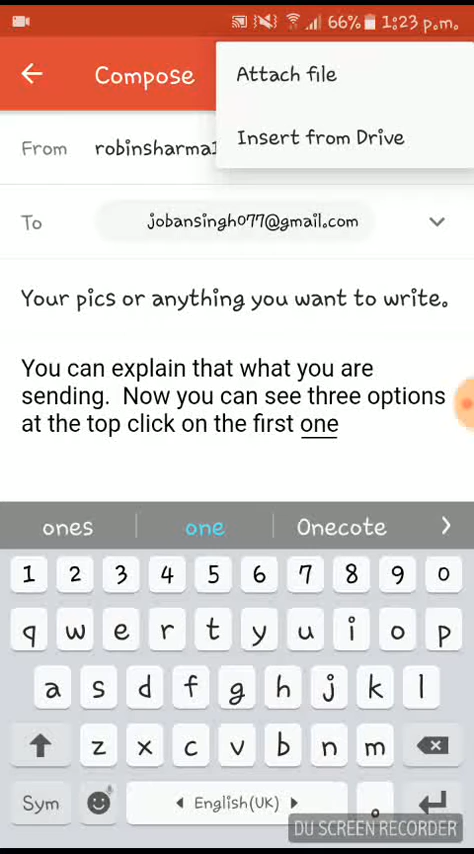 66% 1:23 p.m.
Compose
Attach file
Insert from Drive
From robinsharma1
To jobansingh077@gmail.com
Your pics or anything you want to write.
You can explain that what you are
sending. Now you can see three options
at the top click on the first one
ones one Onecote
1 2 3 4 5 6 7 8 9 0
q w e r t y u i o p
a s d f g h j k l
z x c v b n m
Sym English(UK) .
DU SCREEN RECORDER